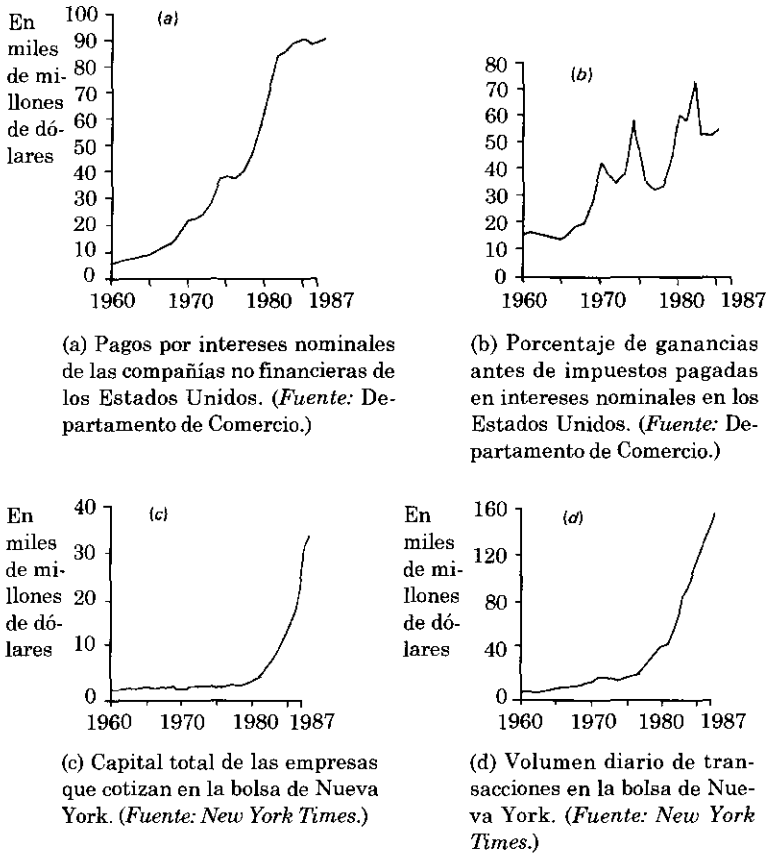 En
miles
de mi-
llones
de dó-
lares
(a)
100
90
80
70
60
50
40
30
20
10
0
1960 1970 1980 1987
(a) Pagos por intereses nominales
de las compañías no financieras de
los Estados Unidos. (Fuente: De-
partamento de Comercio.)
(b)
80
70
60
50
40
30
20
10
0
1960 1970 1980 1987
(b) Porcentaje de ganancias
antes de impuestos pagadas
en intereses nominales en los
Estados Unidos. (Fuente: De-
partamento de Comercio.)
En
miles
de mi-
llones
de dó-
lares
(c)
40
30
20
10
0
1960 1970 1980 1987
(c) Capital total de las empresas
que cotizan en la bolsa de Nueva
York. (Fuente: New York Times.)
En
miles
de mi-
llones
de dó-
lares
(d)
160
120
80
40
0
1960 1970 1980 1987
(d) Volumen diario de tran-
sacciones en la bolsa de Nue-
va York. (Fuente: New York
Times.)